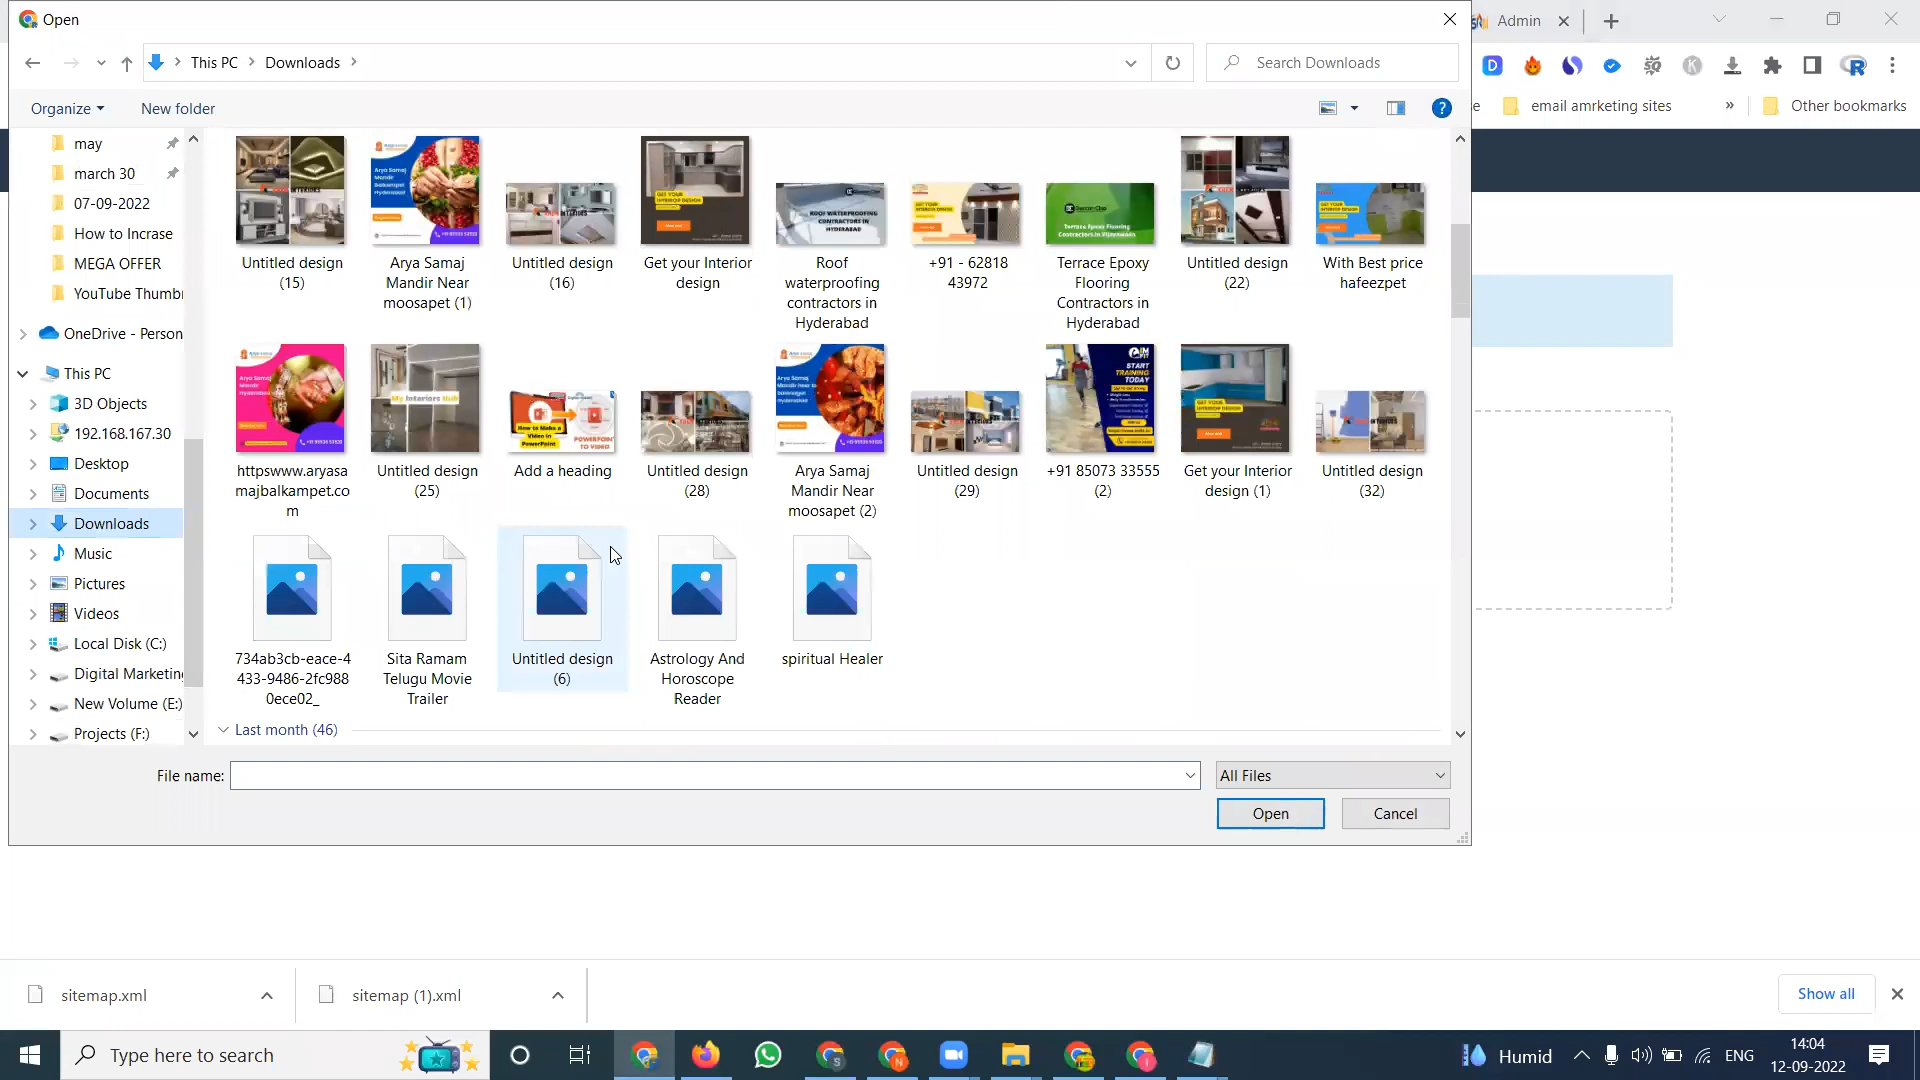 Open
This PC
Downloads
Search Downloads
Organize
New folder
may
march 30
07-09-2022
How to Incrase
MEGA OFFER
YouTube Thumbn
OneDrive - Person
This PC
3D Objects
192.168.167.30
Desktop
Documents
Downloads
Music
Pictures
Videos
Local Disk (C:)
Digital Marketing
New Volume (E:)
Projects (F:)
Untitled design
(15)
Arya Samaj
Mandir Near
moosapet (1)
Untitled design
(16)
Get your Interior
design
Roof
waterproofing
contractors in
Hyderabad
+91 - 62818
43972
Terrace Epoxy
Flooring
Contractors in
Hyderabad
Untitled design
(22)
With Best price
hafeezpet
httpswww.aryasa
majbalkampet.co
m
Untitled design
(25)
Add a heading
Untitled design
(28)
Arya Samaj
Mandir Near
moosapet (2)
Untitled design
(29)
+91 85073 33555
(2)
Get your Interior
design (1)
Untitled design
(32)
734ab3cb-eace-4
433-9486-2fc988
0ece02_
Sita Ramam
Telugu Movie
Trailer
Untitled design
(6)
Astrology And
Horoscope
Reader
spiritual Healer
Last month (46)
File name:
All Files
Open
Cancel
Admin
email amrketing sites
Other bookmarks
sitemap.xml
sitemap (1).xml
Show all
Type here to search
Humid
ENG
14:04
12-09-2022